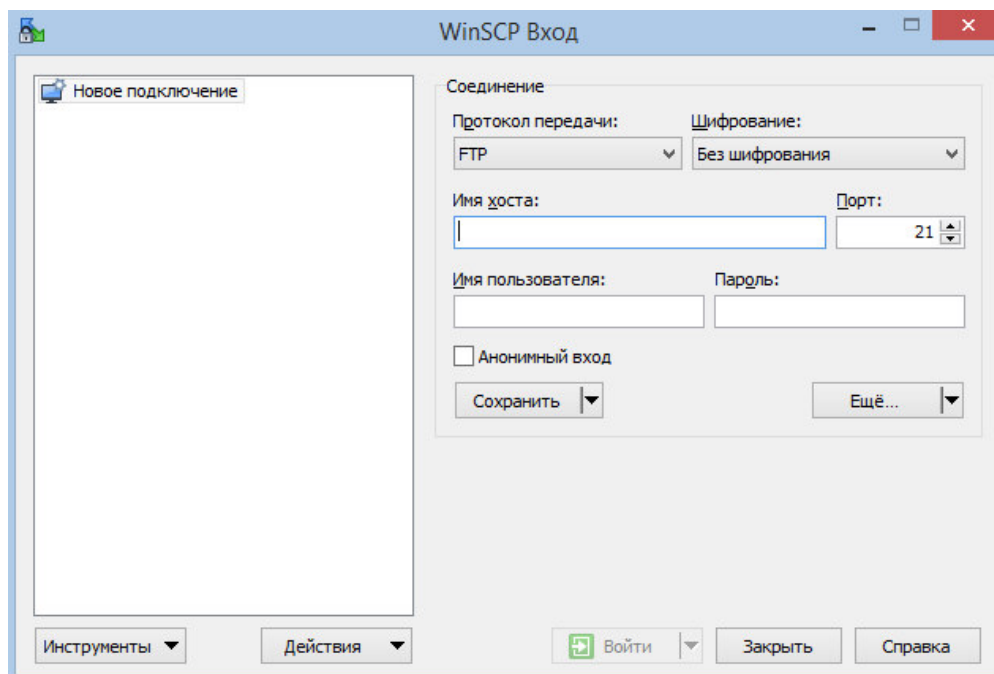 WinSCP Вход
Новое подключение
Соединение
Протокол передачи:
Шифрование:
FTP
Без шифрования
Имя хоста:
Порт:
21
Имя пользователя:
Пароль:
Анонимный вход
Сохранить
Ещё...
Инструменты
Действия
Войти
Закрыть
Справка